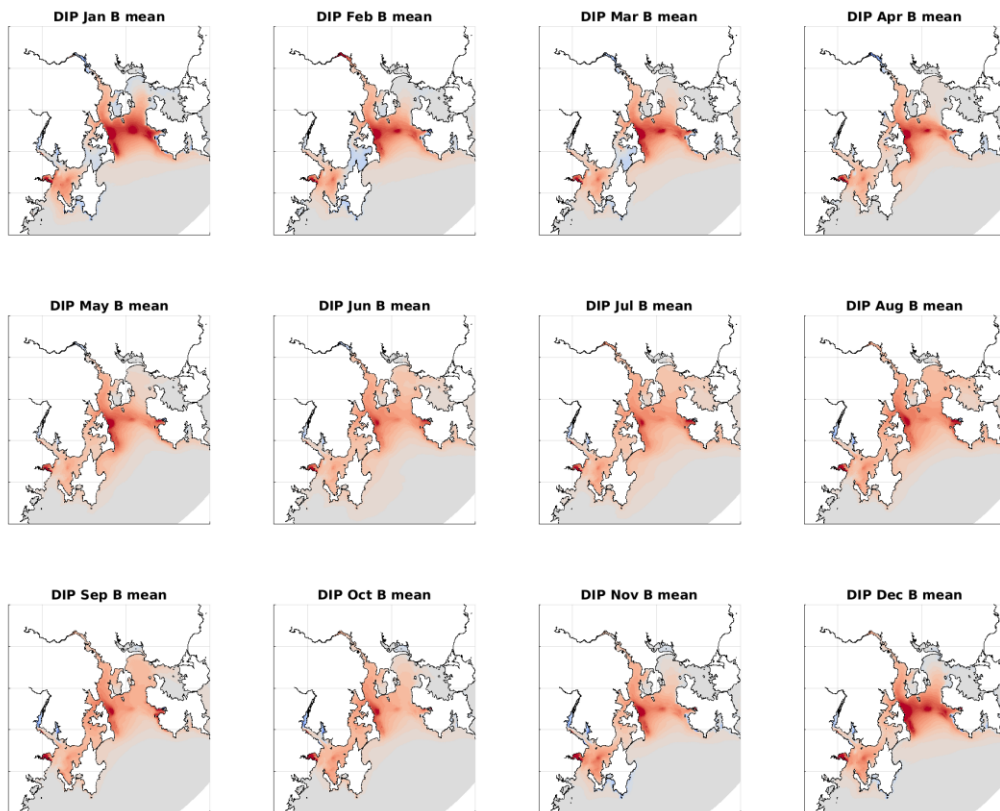 DIP Jan B mean
DIP Feb B mean
DIP Mar B mean
DIP Apr B mean
DIP May B mean
DIP Jun B mean
DIP Jul B mean
DIP Aug B mean
DIP Sep B mean
DIP Oct B mean
DIP Nov B mean
DIP Dec B mean